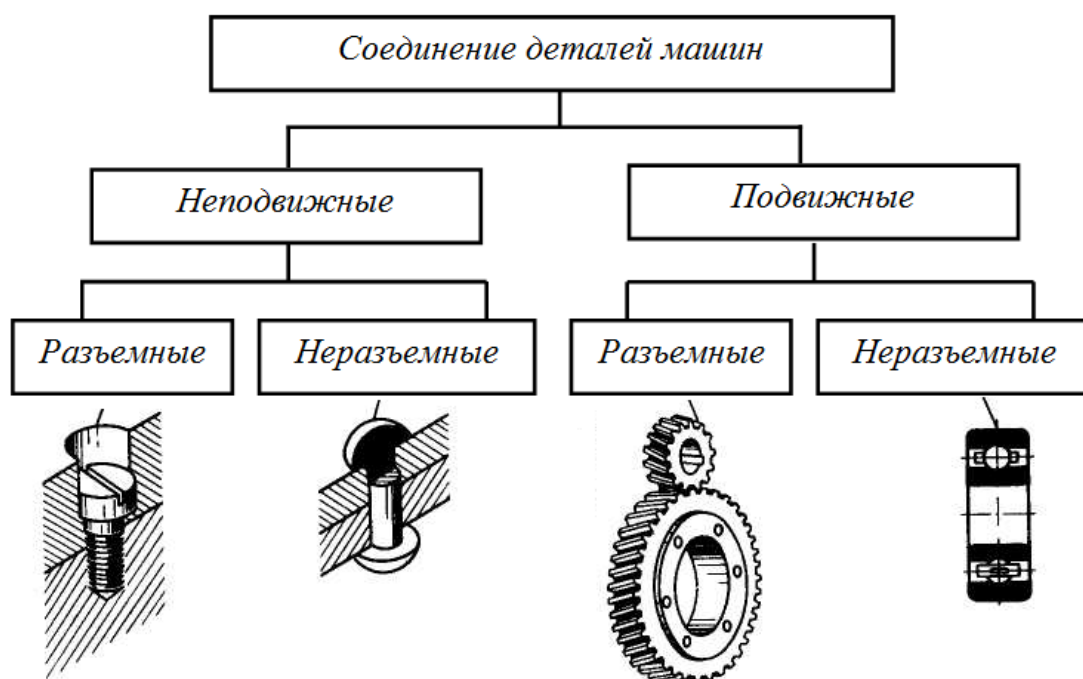 Соединение деталей машин
Неподвижные
Подвижные
Разъемные
Неразъемные
Разъемные
Неразъемные